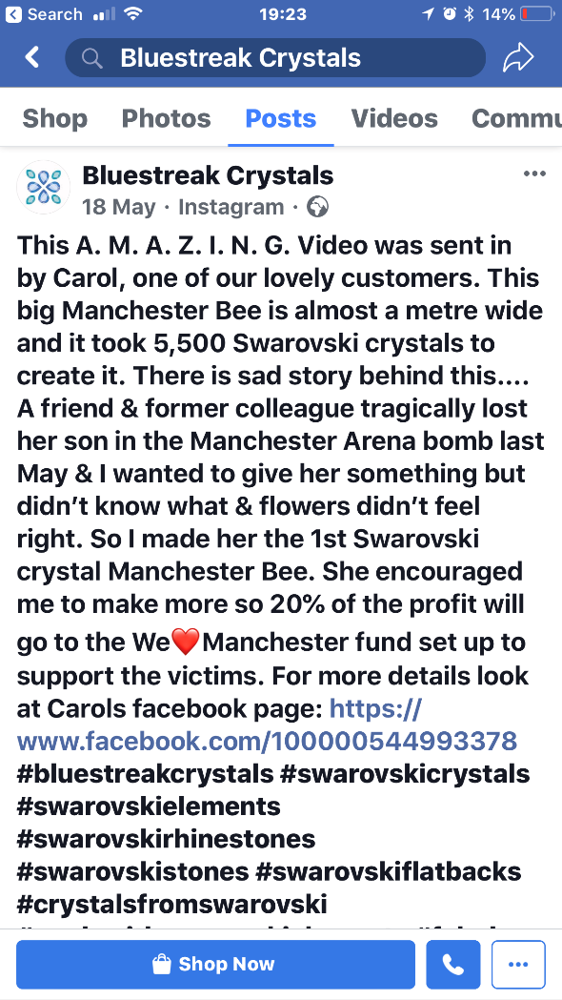 Search 19:23 14%
Bluestreak Crystals
Shop Photos Posts Videos Commu
Bluestreak Crystals
18 May · Instagram ·
This A. M. A. Z. I. N. G. Video was sent in
by Carol, one of our lovely customers. This
big Manchester Bee is almost a metre wide
and it took 5,500 Swarovski crystals to
create it. There is sad story behind this....
A friend & former colleague tragically lost
her son in the Manchester Arena bomb last
May & I wanted to give her something but
didn’t know what & flowers didn’t feel
right. So I made her the 1st Swarovski
crystal Manchester Bee. She encouraged
me to make more so 20% of the profit will
go to the We❤️Manchester fund set up to
support the victims. For more details look
at Carols facebook page: https://
www.facebook.com/100000544993378
#bluestreakcrystals #swarovskicrystals
#swarovskielements
#swarovskirhinestones
#swarovskistones #swarovskiflatbacks
#crystalsfromswarovski
Shop Now